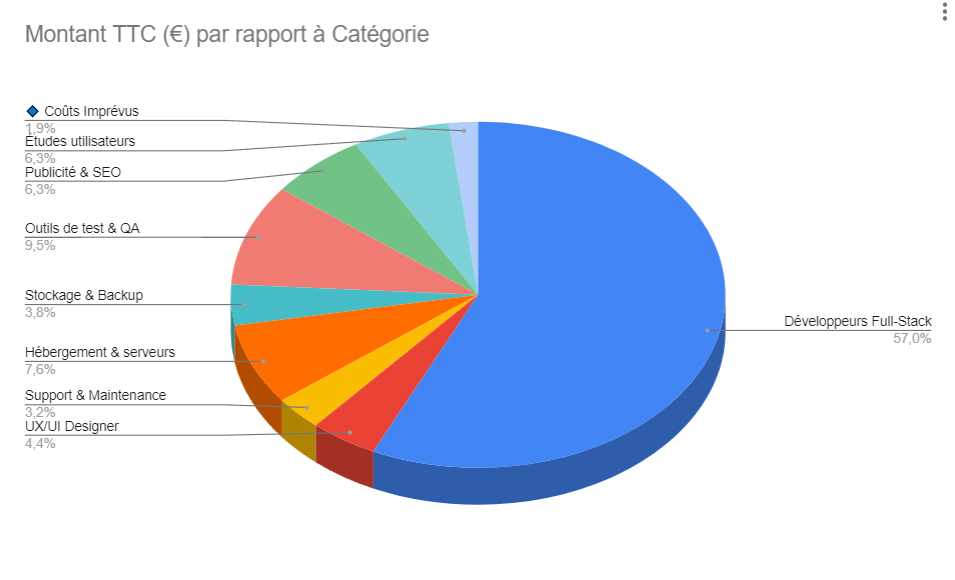 Montant TTC (€) par rapport à Catégorie
Coûts Imprévus
1,9%
Études utilisateurs
6,3%
Publicité & SEO
6,3%
Outils de test & QA
9,5%
Stockage & Backup
3,8%
Développeurs Full-Stack
57,0%
Hébergement & serveurs
7,6%
Support & Maintenance
3,2%
UX/UI Designer
4,4%